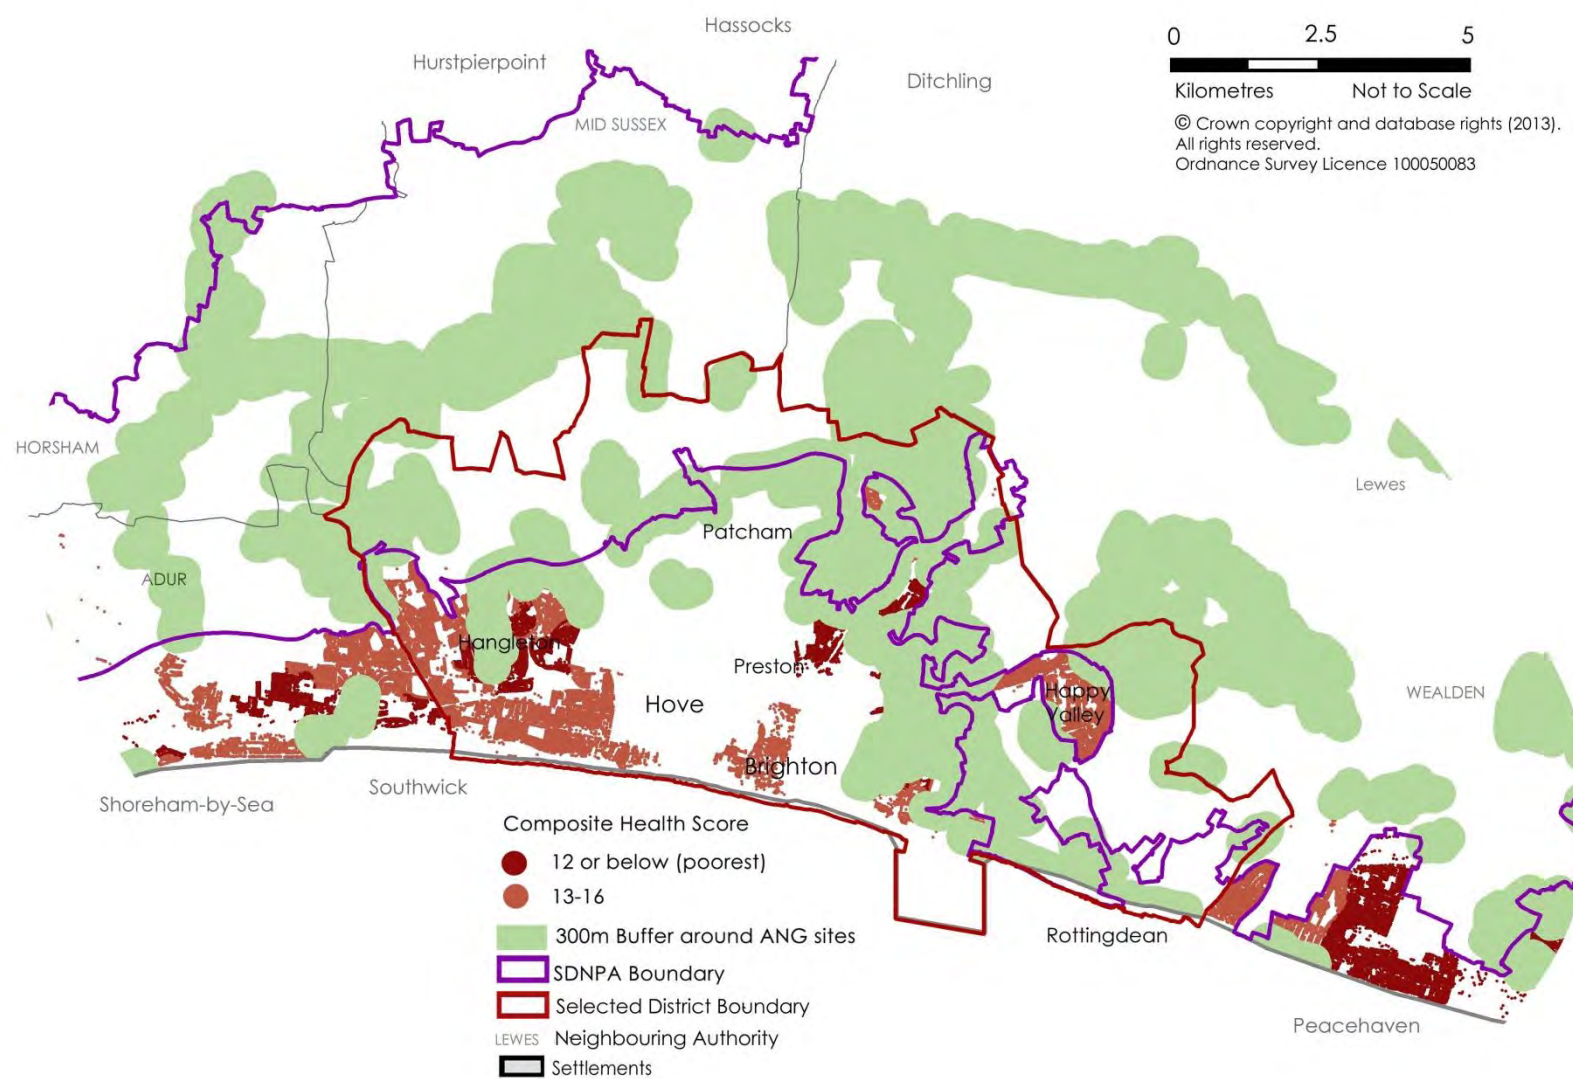 Hassocks
Hurstpierpoint
Ditchling
MID SUSSEX
0 2.5 5
Kilometres Not to Scale
© Crown copyright and database rights (2013).
All rights reserved.
Ordnance Survey Licence 100050083
HORSHAM
Lewes
Patcham
ADUR
Hangleton
Preston
Happy
Valley
WEALDEN
Hove
Brighton
Southwick
Shoreham-by-Sea
Rottingdean
Peacehaven
Composite Health Score
12 or below (poorest)
13-16
300m Buffer around ANG sites
SDNPA Boundary
Selected District Boundary
LEWES Neighbouring Authority
Settlements